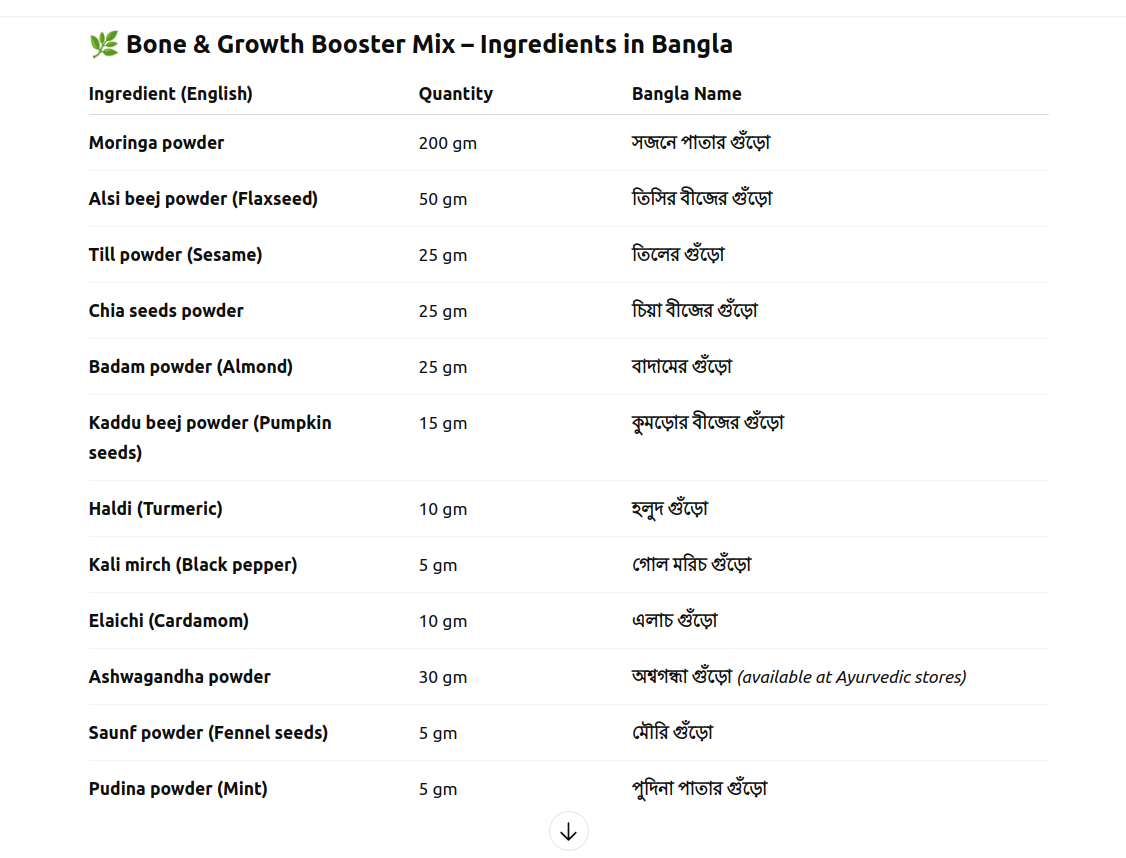 🌿 Bone & Growth Booster Mix – Ingredients in Bangla
Ingredient (English) Quantity Bangla Name
Moringa powder 200 gm সজনে পাতার গুঁড়ো
Alsi beej powder (Flaxseed) 50 gm তিসির বীজের গুঁড়ো
Till powder (Sesame) 25 gm তিলের গুঁড়ো
Chia seeds powder 25 gm চিয়া বীজের গুঁড়ো
Badam powder (Almond) 25 gm বাদামের গুঁড়ো
Kaddu beej powder (Pumpkin 15 gm কুমড়োর বীজের গুঁড়ো
seeds)
Haldi (Turmeric) 10 gm হলুদ গুঁড়ো
Kali mirch (Black pepper) 5 gm গোল মরিচ গুঁড়ো
Elaichi (Cardamom) 10 gm এলাচ গুঁড়ো
Ashwagandha powder 30 gm অশ্বগন্ধা গুঁড়ো (available at Ayurvedic stores)
Saunf powder (Fennel seeds) 5 gm মৌরি গুঁড়ো
Pudina powder (Mint) 5 gm পুদিনা পাতার গুঁড়ো